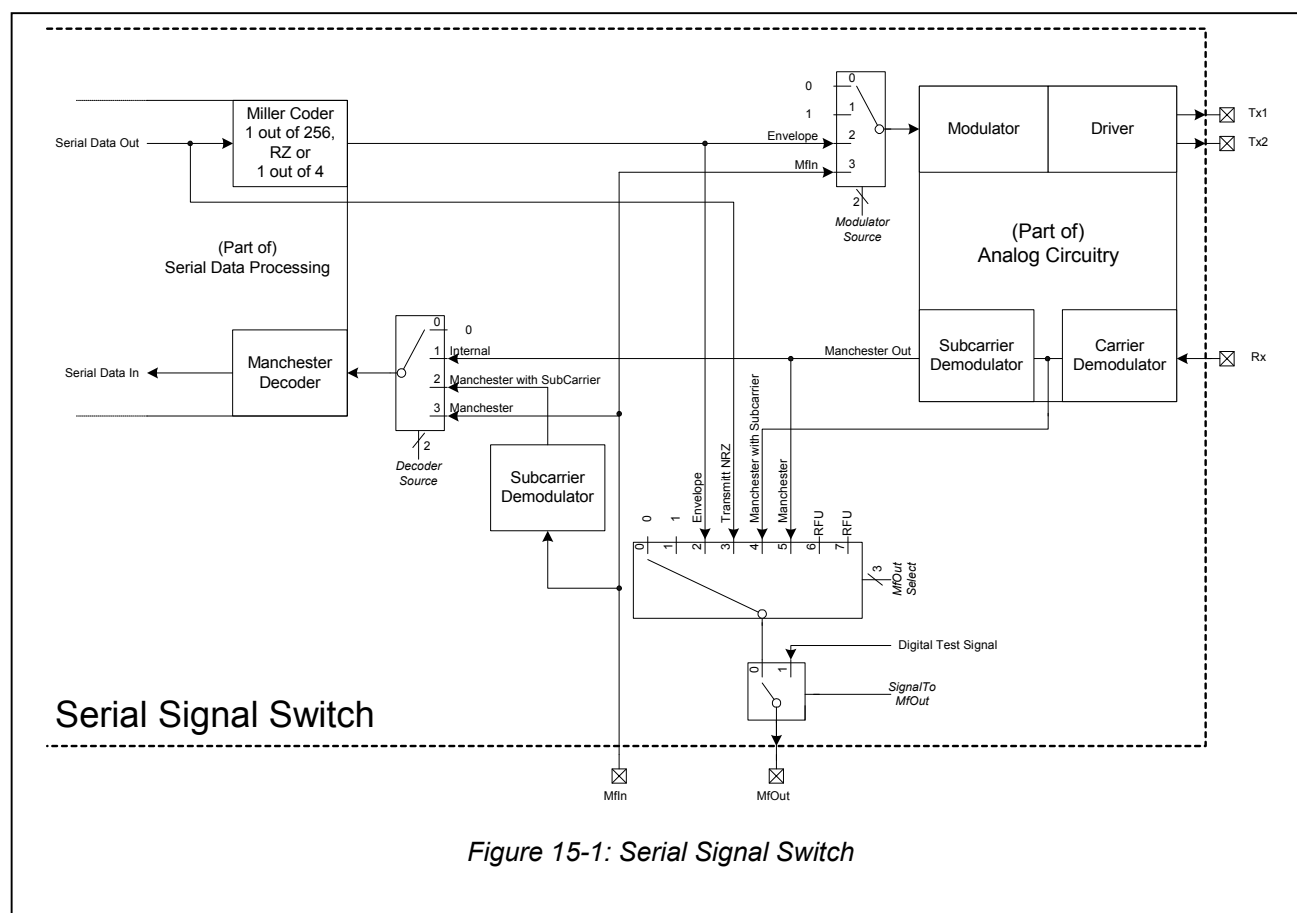 Miller Coder
1 out of 256,
RZ or
1 out of 4
Serial Data Out
0
1
Envelope
MfIn
0
1
2
3
2
Modulator
Source
Modulator
Driver
Tx1
Tx2
(Part of)
Serial Data Processing
(Part of)
Analog Circuitry
Manchester
Decoder
Serial Data In
0
1
2
3
0
Internal
Manchester with SubCarrier
Manchester
2
Decoder
Source
Subcarrier
Demodulator
Manchester Out
Subcarrier
Demodulator
Carrier
Demodulator
Rx
0
1
Envelope
Transmitt NRZ
Manchester with Subcarrier
Manchester
RFU
RFU
0
1
2
3
4
5
6
7
3
MfOut
Select
Digital Test Signal
0
1
SignalTo
MfOut
Serial Signal Switch
MfIn
MfOut
Figure 15-1: Serial Signal Switch